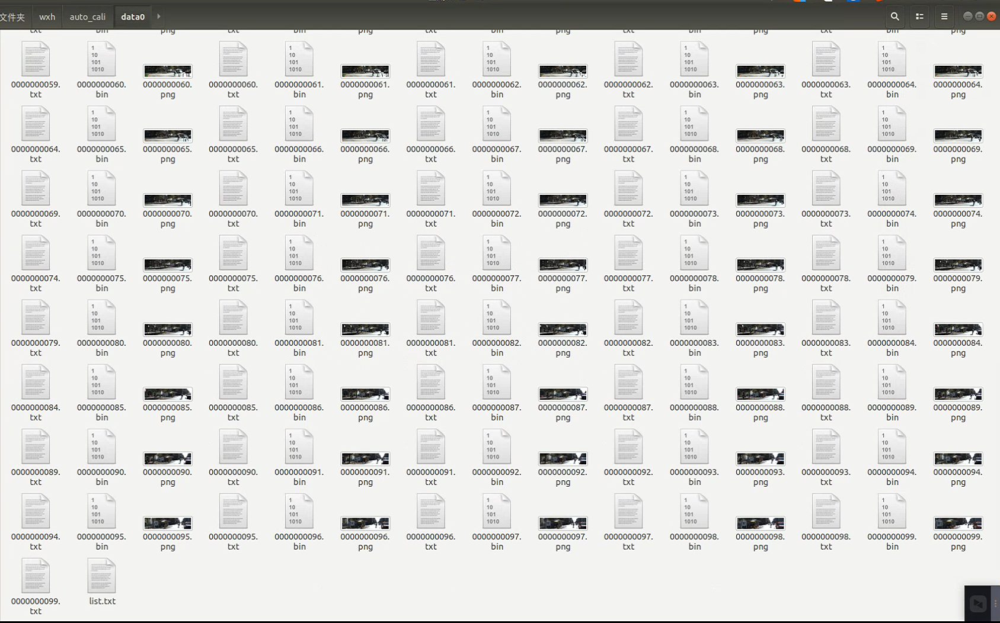 文件夹 wxh auto_cali data0
txt bin png txt bin png txt bin png txt bin png txt bin png
0000000059. 0000000060. 0000000060. 0000000060. 0000000061. 0000000061. 0000000061. 0000000062. 0000000062. 0000000062. 0000000063. 0000000063. 0000000063. 0000000064. 0000000064.
txt bin png txt bin png txt bin png txt bin png txt bin png
0000000064. 0000000065. 0000000065. 0000000065. 0000000066. 0000000066. 0000000066. 0000000067. 0000000067. 0000000067. 0000000068. 0000000068. 0000000068. 0000000069. 0000000069.
txt bin png txt bin png txt bin png txt bin png txt bin png
0000000069. 0000000070. 0000000070. 0000000070. 0000000071. 0000000071. 0000000071. 0000000072. 0000000072. 0000000072. 0000000073. 0000000073. 0000000073. 0000000074. 0000000074.
txt bin png txt bin png txt bin png txt bin png txt bin png
0000000074. 0000000075. 0000000075. 0000000075. 0000000076. 0000000076. 0000000076. 0000000077. 0000000077. 0000000077. 0000000078. 0000000078. 0000000078. 0000000079. 0000000079.
txt bin png txt bin png txt bin png txt bin png txt bin png
0000000079. 0000000080. 0000000080. 0000000080. 0000000081. 0000000081. 0000000081. 0000000082. 0000000082. 0000000082. 0000000083. 0000000083. 0000000083. 0000000084. 0000000084.
txt bin png txt bin png txt bin png txt bin png txt bin png
0000000084. 0000000085. 0000000085. 0000000085. 0000000086. 0000000086. 0000000086. 0000000087. 0000000087. 0000000087. 0000000088. 0000000088. 0000000088. 0000000089. 0000000089.
txt bin png txt bin png txt bin png txt bin png txt bin png
0000000089. 0000000090. 0000000090. 0000000090. 0000000091. 0000000091. 0000000091. 0000000092. 0000000092. 0000000092. 0000000093. 0000000093. 0000000093. 0000000094. 0000000094.
txt bin png txt bin png txt bin png txt bin png txt bin png
0000000094. 0000000095. 0000000095. 0000000095. 0000000096. 0000000096. 0000000096. 0000000097. 0000000097. 0000000097. 0000000098. 0000000098. 0000000098. 0000000099. 0000000099.
txt bin png txt bin png txt bin png txt bin png txt bin png
0000000099. list.txt
txt